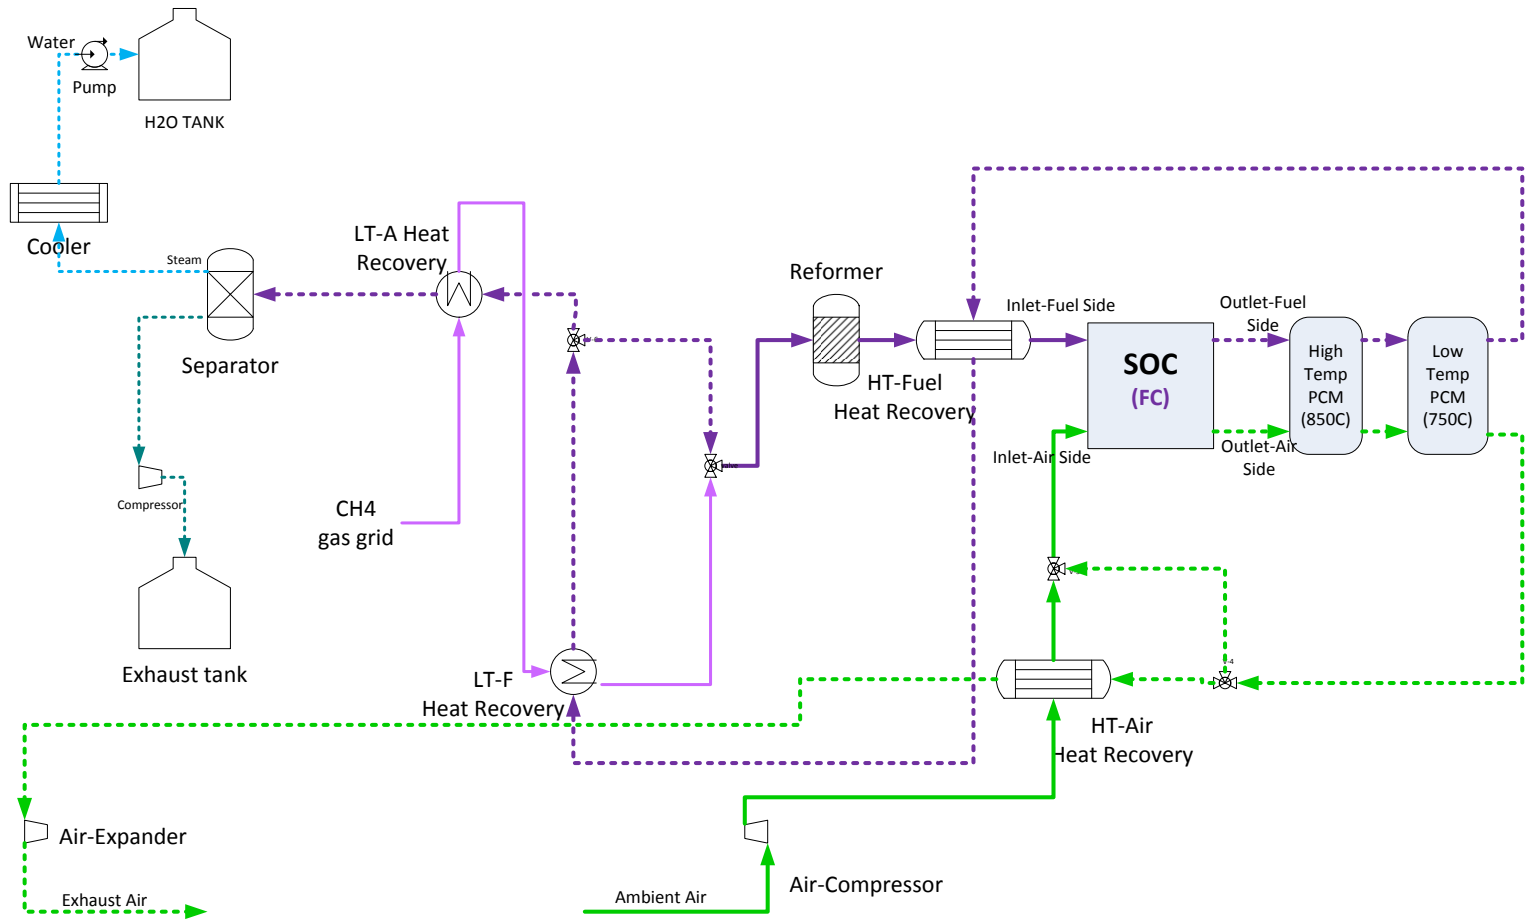 Water
Pump
H2O TANK
Cooler
Steam
Separator
LT-A Heat
Recovery
Reformer
Inlet-Fuel Side
Outlet-Fuel
Side
SOC
(FC)
High
Temp
PCM
(850C)
Low
Temp
PCM
(750C)
HT-Fuel
Heat Recovery
Inlet-Air Side
Outlet-Air
Side
Compressor
CH4
gas grid
Exhaust tank
LT-F
Heat Recovery
HT-Air
Heat Recovery
Air-Expander
Exhaust Air
Ambient Air
Air-Compressor